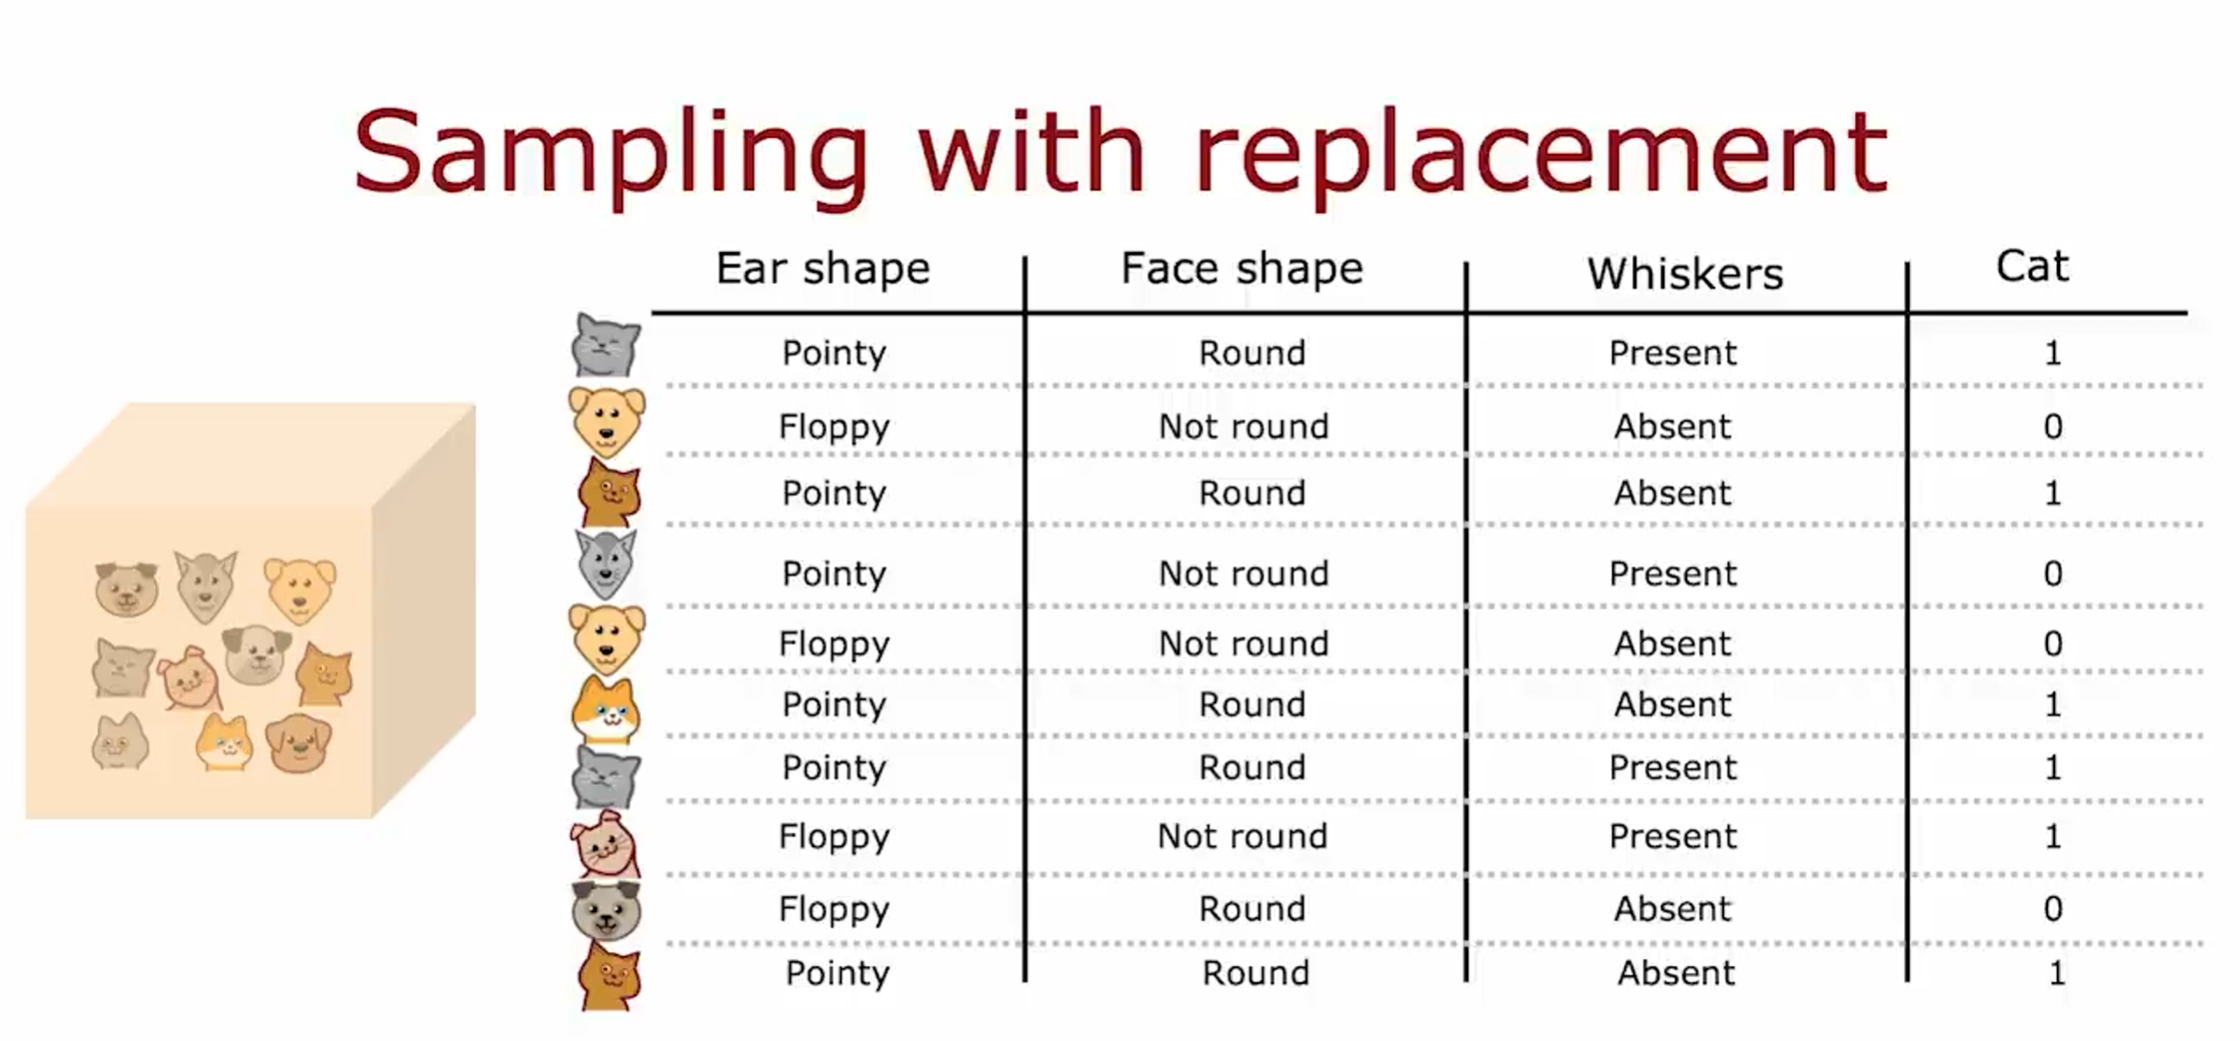 Sampling with replacement
Ear shape Face shape Whiskers Cat
Pointy Round Present 1
Floppy Not round Absent 0
Pointy Round Absent 1
Pointy Not round Present 0
Floppy Not round Absent 0
Pointy Round Absent 1
Pointy Round Present 1
Floppy Not round Present 1
Floppy Round Absent 0
Pointy Round Absent 1